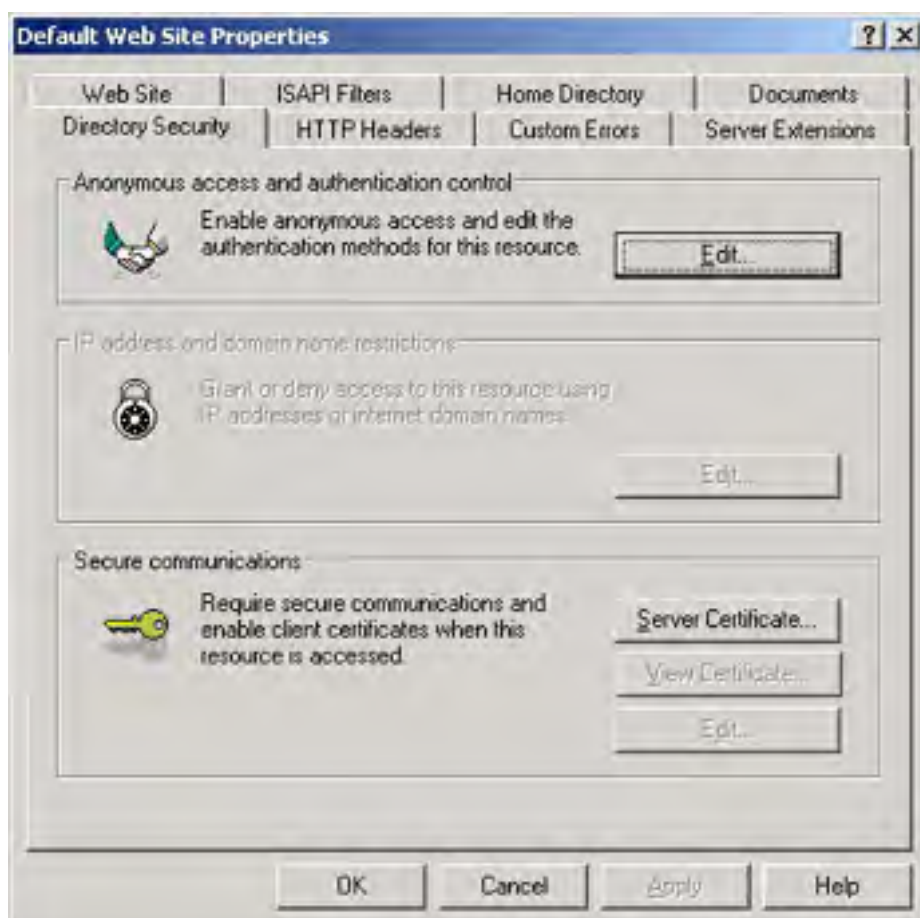 Default Web Site Properties
Web Site ISAPI Filters Home Directory Documents
Directory Security HTTP Headers Custom Errors Server Extensions
Anonymous access and authentication control
Enable anonymous access and edit the
authentication methods for this resource.
Edit...
IP address and domain name restrictions
Grant or deny access to this resource using
IP addresses or internet domain names.
Edit...
Secure communications
Require secure communications and
enable client certificates when this
resource is accessed.
Server Certificate...
View Certificate...
Edit...
OK Cancel Apply Help